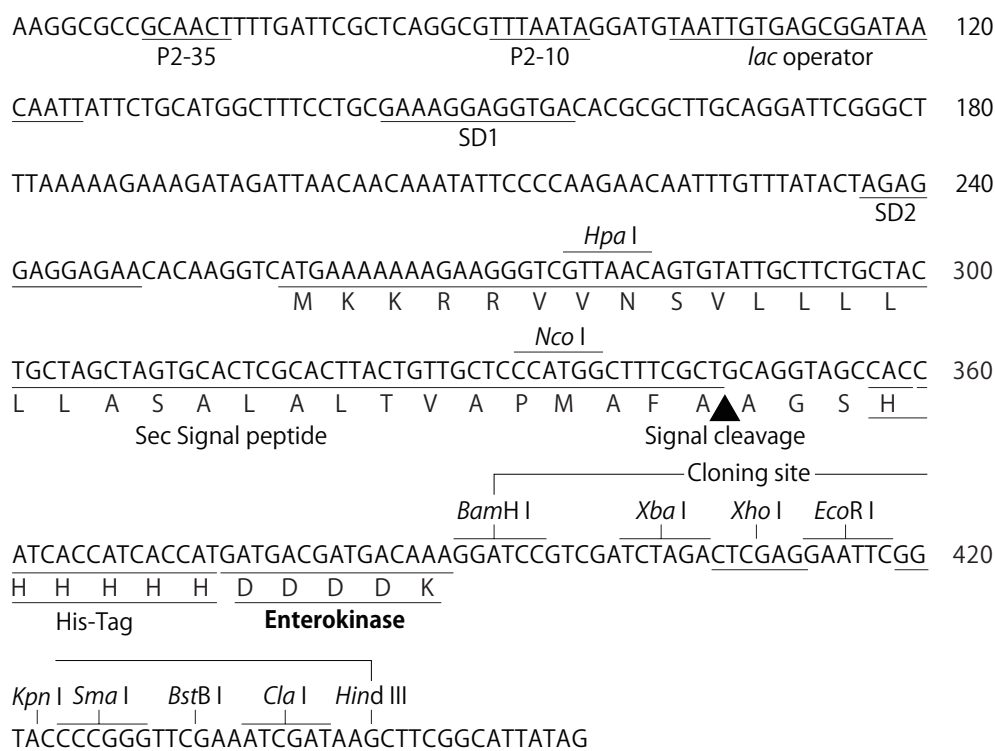 AAGGCGCCGCAACTTTTGATTCGCTCAGGCGTTTAATAGGATGTAATTGTGAGCGGATAA 120
P2-35 P2-10 lac operator
CAATTATTCTGCATGGCTTTCCTGCGAAAGGAGGTGACACGCGCTTGCAGGATTCGGGCT 180
SD1
TTAAAAAGAAAGATAGATTAACAACAAATATTCCCCAAGAACAATTTGTTTATACTAGAG 240
SD2
Hpa I
GAGGAGAACACAAGGTCATGAAAAAAAGAAGGGTCGTTAACAGTGTATTGCTTCTGCTAC 300
M K K R R V V N S V L L L L
Nco I
TGCTAGCTAGTGCACTCGCACTTACTGTTGCTCCCATGGCTTTCGCTGCAGGTAGCCACC 360
L L A S A L A L T V A P M A F A A G S H
Sec Signal peptide Signal cleavage
Cloning site
BamH I Xba I Xho I EcoR I
ATCACCATCACCATGATGACGATGACAAAGGATCCGTCGATCTAGACTCGAGGAATTCGG 420
H H H H H D D D D K
His-Tag Enterokinase
Kpn I Sma I BstB I Cla I Hind III
TACCCCGGGTTCGAAATCGATAAGCTTCGGCATTATAG